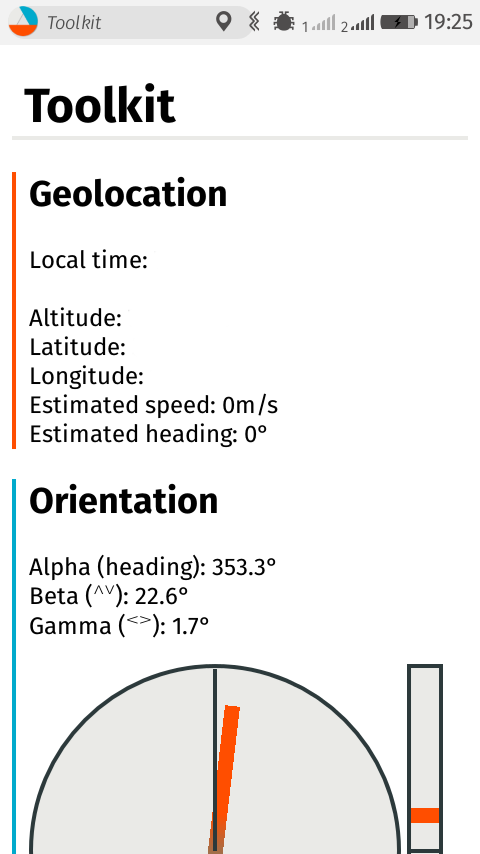 Toolkit
1 2 19:25
Toolkit
Geolocation
Local time:
Altitude:
Latitude:
Longitude:
Estimated speed: 0m/s
Estimated heading: 0°
Orientation
Alpha (heading): 353.3°
Beta (^˅): 22.6°
Gamma (<>): 1.7°